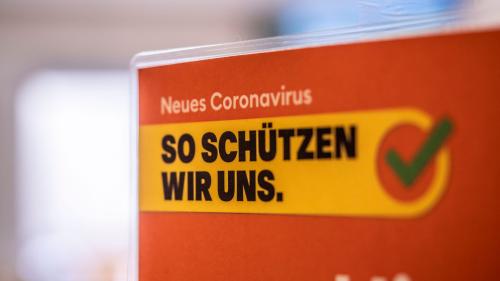 Neues Coronavirus
SO SCHÜTZEN
WIR UNS.